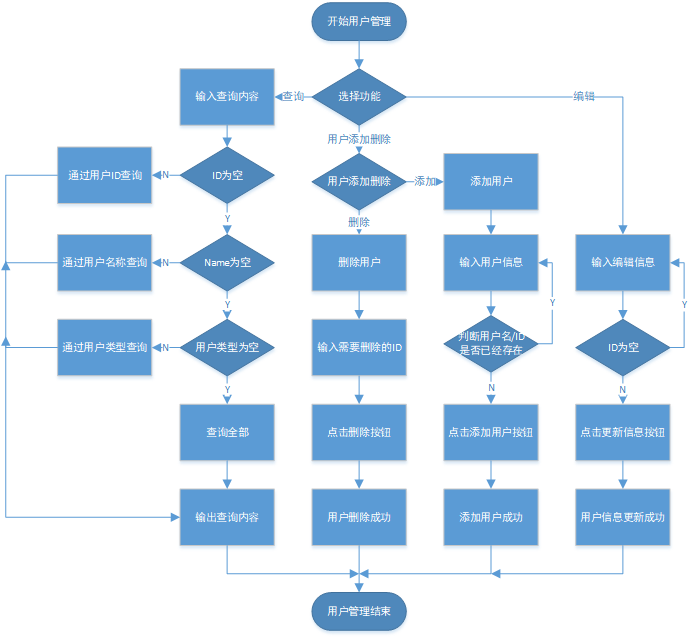 开始用户管理
选择功能
查询
编辑
输入查询内容
用户添加删除
用户添加删除
添加
添加用户
删除
ID为空
N
通过用户ID查询
Y
Name为空
N
通过用户名称查询
Y
用户类型为空
N
通过用户类型查询
Y
查询全部
输出查询内容
删除用户
输入需要删除的ID
点击删除按钮
用户删除成功
输入用户信息
判断用户名/ID
是否已经存在
Y
N
点击添加用户按钮
添加用户成功
输入编辑信息
ID为空
Y
N
点击更新信息按钮
用户信息更新成功
用户管理结束